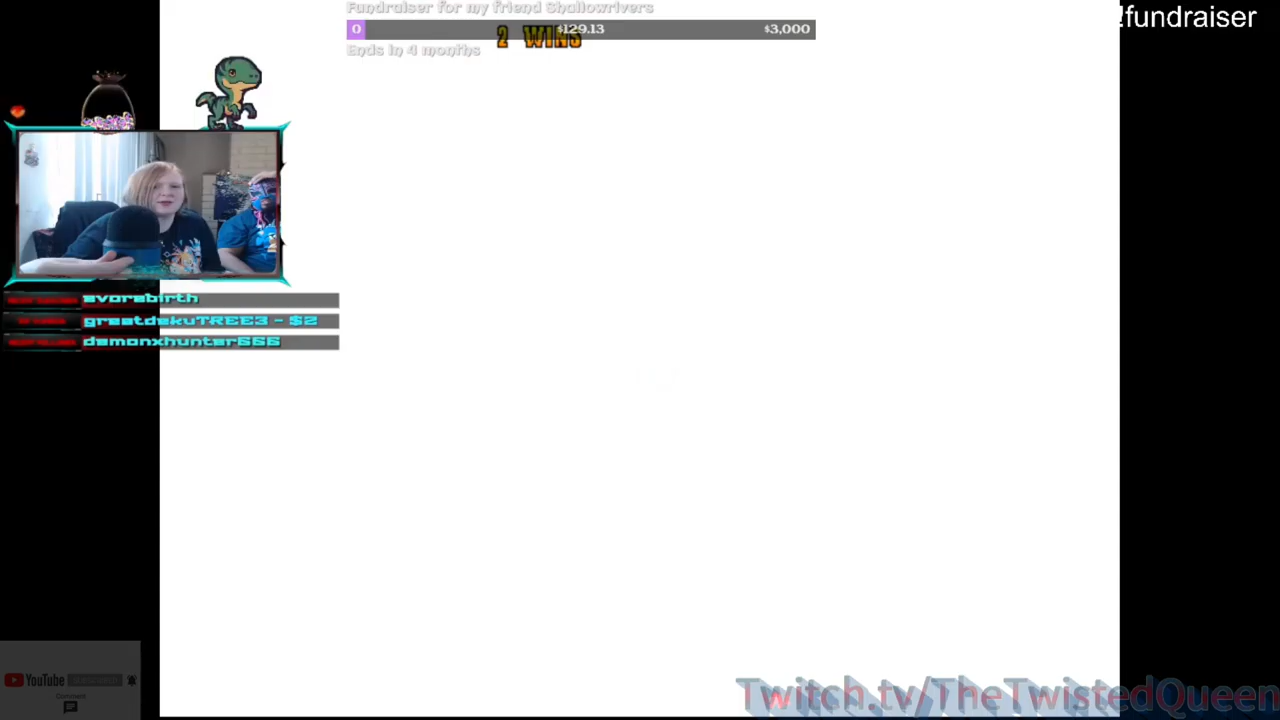 Fundraiser for my friend Shallowrivers
!fundraiser
0 $129.13 $3,000
2 WINS
Ends in 4 months
evorebirth
greatdekuTREE3 - $2
demonxhunter666
YouTube
Comment
Twitch.tv/TheTwistedQueen